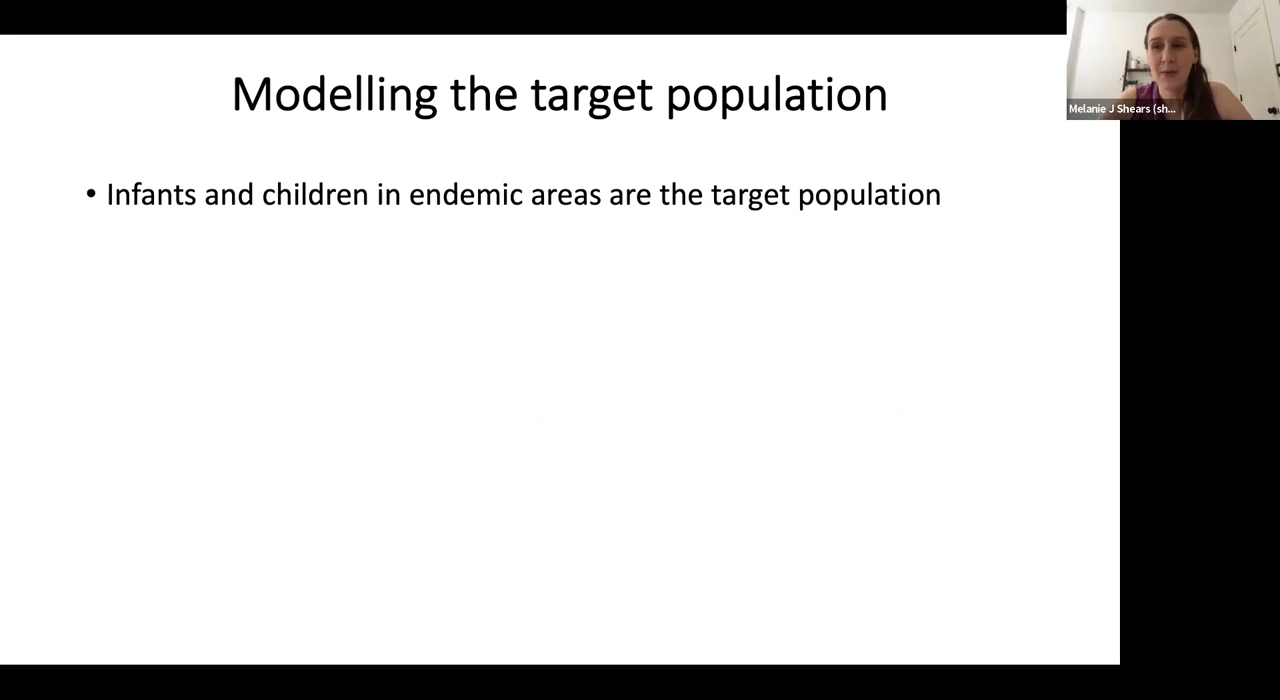 Modelling the target population
Melanie J Shears (sh...
• Infants and children in endemic areas are the target population